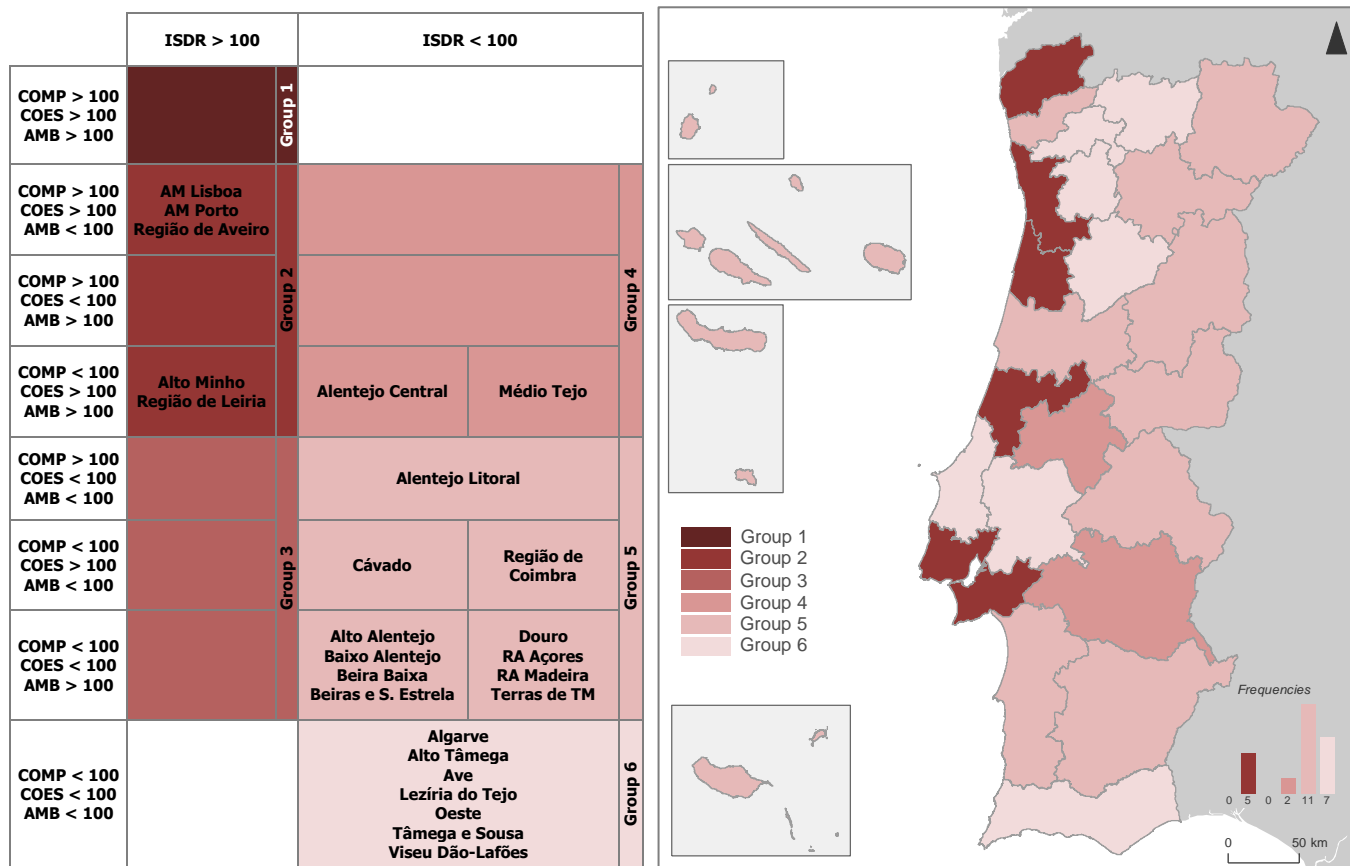 ISDR > 100
ISDR < 100
COMP > 100
COES > 100
AMB > 100
Group 1
COMP > 100
COES > 100
AMB < 100
AM Lisboa
AM Porto
Região de Aveiro
Group 2
Group 4
COMP > 100
COES < 100
AMB > 100
COMP < 100
COES > 100
AMB > 100
Alto Minho
Região de Leiria
Alentejo Central
Médio Tejo
COMP > 100
COES < 100
AMB < 100
Alentejo Litoral
Group 3
Group 5
COMP < 100
COES > 100
AMB < 100
Cávado
Região de
Coimbra
COMP < 100
COES < 100
AMB > 100
Alto Alentejo
Baixo Alentejo
Beira Baixa
Beiras e S. Estrela
Douro
RA Açores
RA Madeira
Terras de TM
COMP < 100
COES < 100
AMB < 100
Algarve
Alto Tâmega
Ave
Lezíria do Tejo
Oeste
Tâmega e Sousa
Viseu Dão-Lafões
Group 6
Group 1
Group 2
Group 3
Group 4
Group 5
Group 6
Frequencies
0 5 0 2 11 7
0 50 km